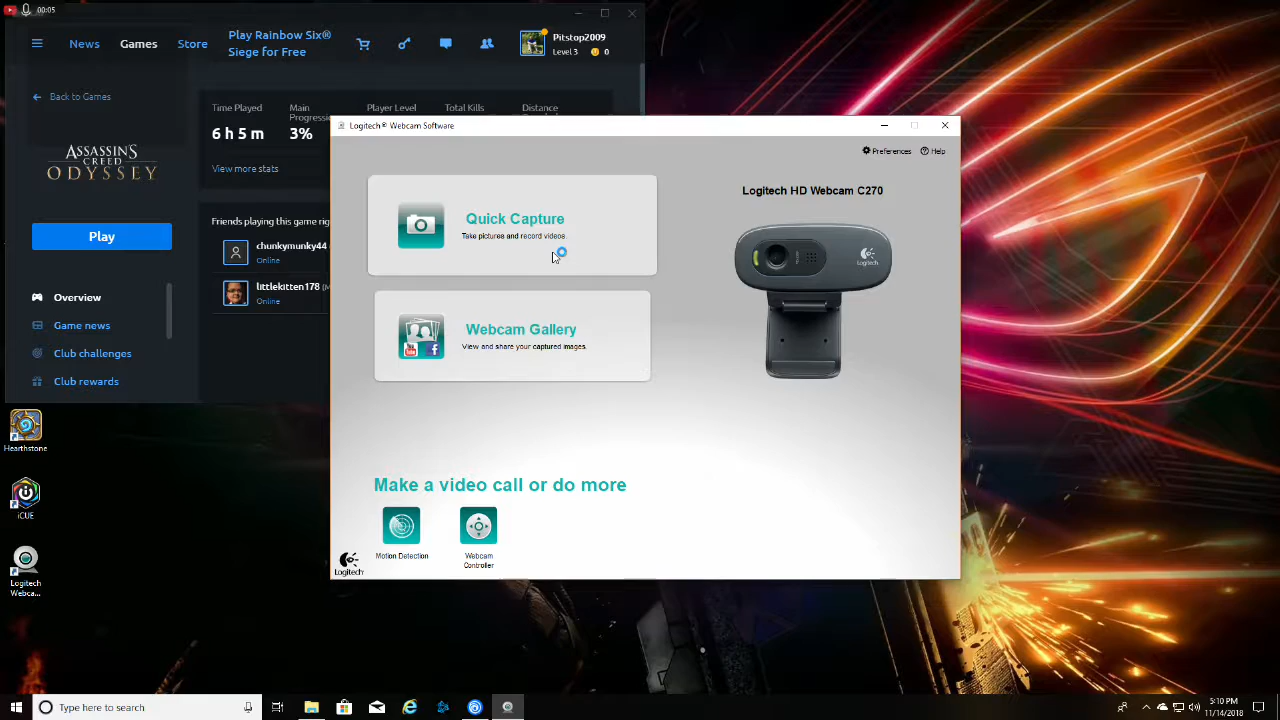 00:05
News
Games
Store
Play Rainbow Six®
Siege for Free
Pitstop2009
Level 3
0
Back to Games
ASSASSIN'S
CREED
ODYSSEY
Play
Overview
Game news
Club challenges
Club rewards
Time Played
6 h 5 m
Main
Progress
3%
Player Level
Total Kills
Distance
View more stats
Friends playing this game rig
chunkymunky44
Online
littlekitten178 (M
Online
Logitech® Webcam Software
Preferences
Help
Quick Capture
Take pictures and record videos.
Webcam Gallery
View and share your captured images.
Logitech HD Webcam C270
Logitech
Make a video call or do more
Motion Detection
Webcam
Controller
Logitech
Hearthstone
iCUE
Logitech
Webca...
Type here to search
5:10 PM
11/14/2018